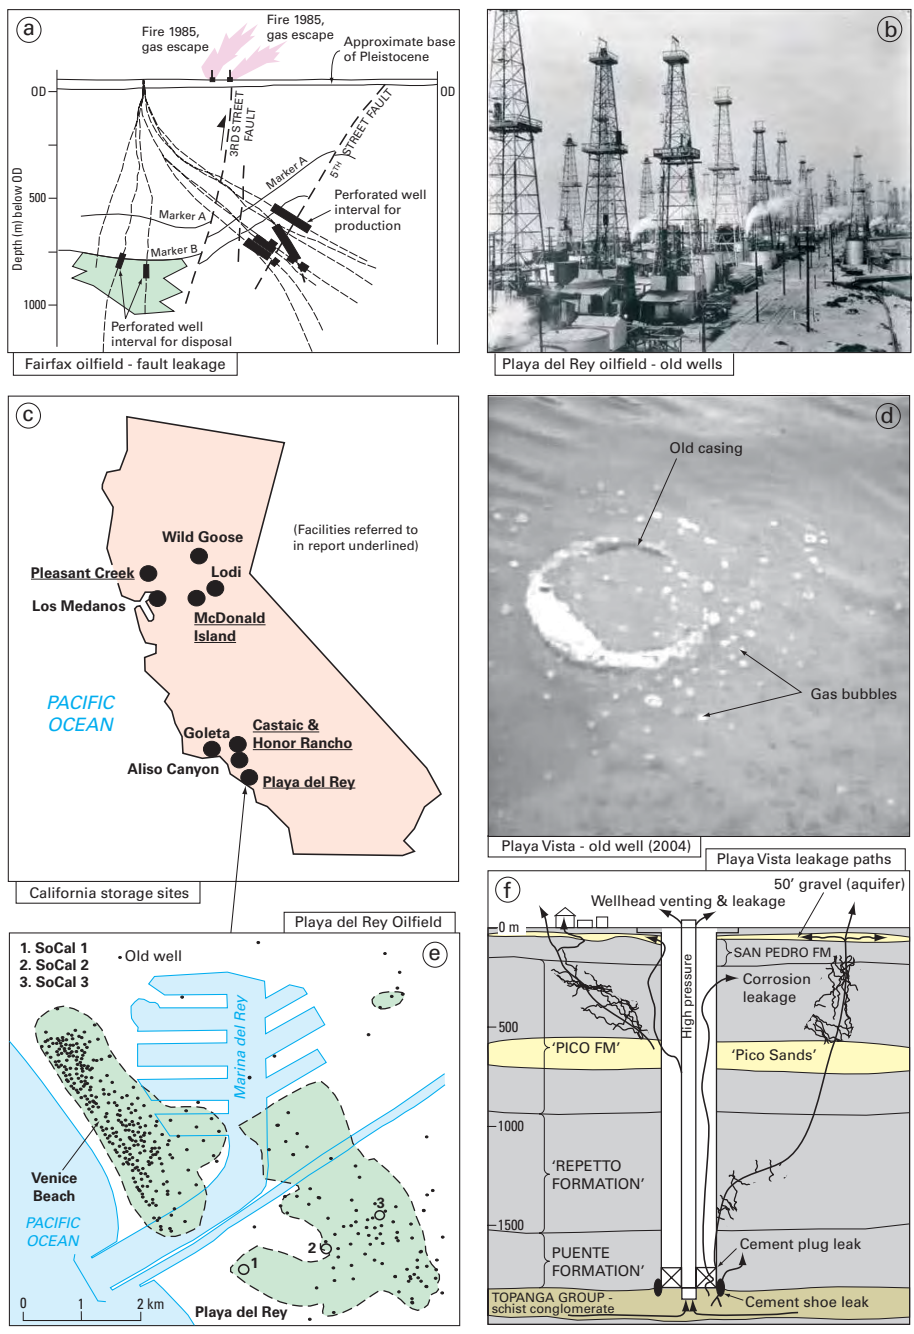 a
Fire 1985,
gas escape
Fire 1985,
gas escape
Approximate base
of Pleistocene
OD
OD
3RD STREET
FAULT
5TH STREET FAULT
Marker A
Depth (m) below OD
500
Marker A
Perforated well
interval for
production
Marker B
1000
Perforated well
interval for disposal
Fairfax oilfield - fault leakage
b
Playa del Rey oilfield - old wells
c
(Facilities referred to
in report underlined)
Wild Goose
Pleasant Creek
Lodi
Los Medanos
McDonald
Island
PACIFIC
OCEAN
Goleta
Castaic &
Honor Rancho
Aliso Canyon
Playa del Rey
California storage sites
d
Old casing
Gas bubbles
Playa Vista - old well (2004)
Playa del Rey Oilfield
e
1. SoCal 1
2. SoCal 2
3. SoCal 3
Old well
Marina del Rey
Venice
Beach
PACIFIC
OCEAN
3
2
1
Playa del Rey
0 1 2 km
Playa Vista leakage paths
f
50' gravel (aquifer)
Wellhead venting & leakage
0 m
SAN PEDRO FM
High pressure
Corrosion
leakage
500
'PICO FM'
'Pico Sands'
1000
'REPETTO
FORMATION'
1500
PUENTE
FORMATION'
Cement plug leak
TOPANGA GROUP -
schist conglomerate
Cement shoe leak